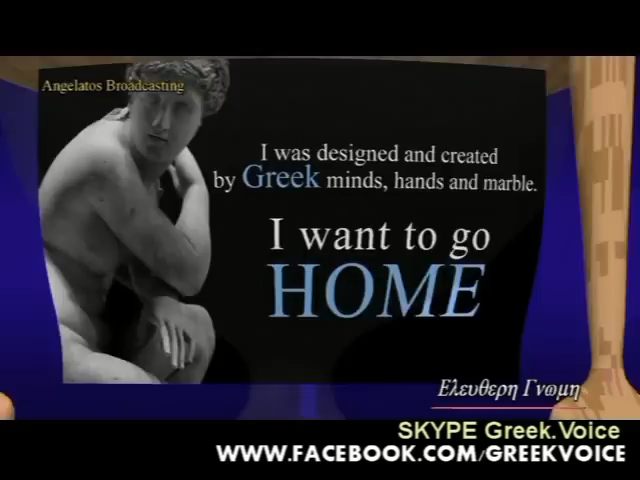 Angelatos Broadcasting
I was designed and created
by Greek minds, hands and marble.
I want to go
HOME
Ελευθερη Γνωμη
SKYPE Greek.Voice
WWW.FACEBOOK.COM/GREEKVOICE